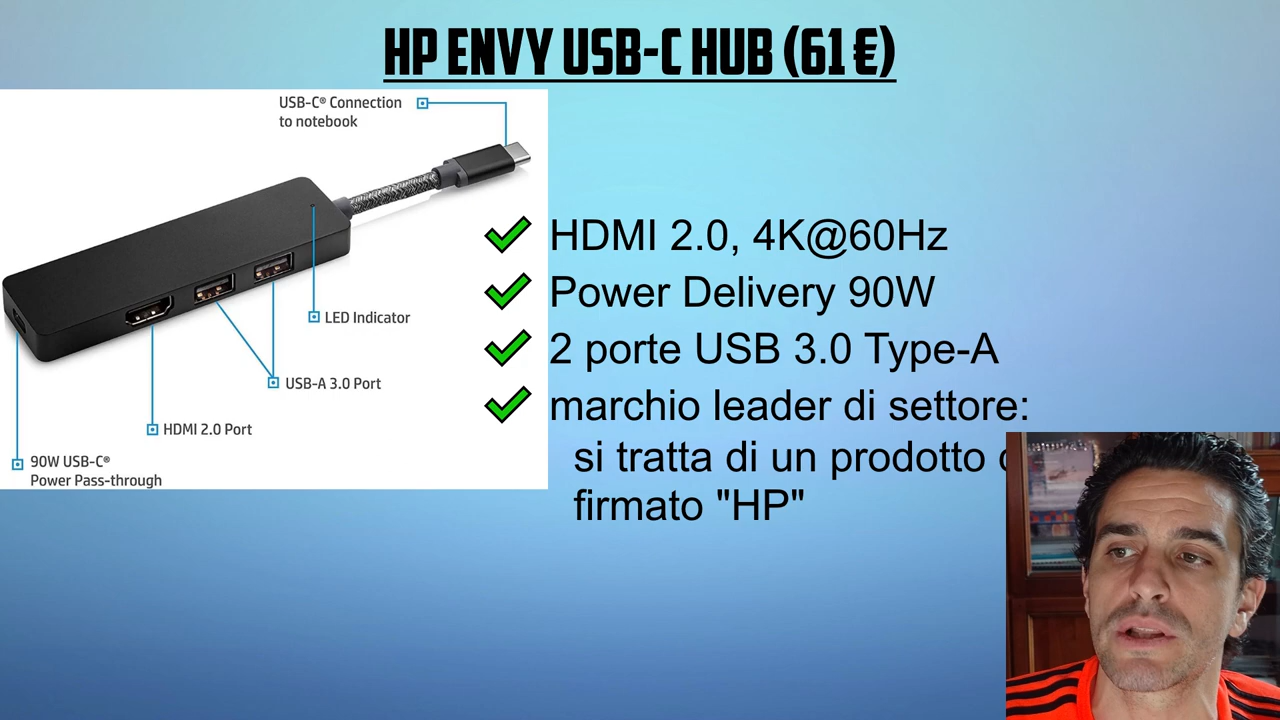 HP ENVY USB-C HUB (61 €)
USB-C® Connection
to notebook
LED Indicator
USB-A 3.0 Port
HDMI 2.0 Port
90W USB-C®
Power Pass-through
HDMI 2.0, 4K@60Hz
Power Delivery 90W
2 porte USB 3.0 Type-A
marchio leader di settore:
si tratta di un prodotto
firmato "HP"